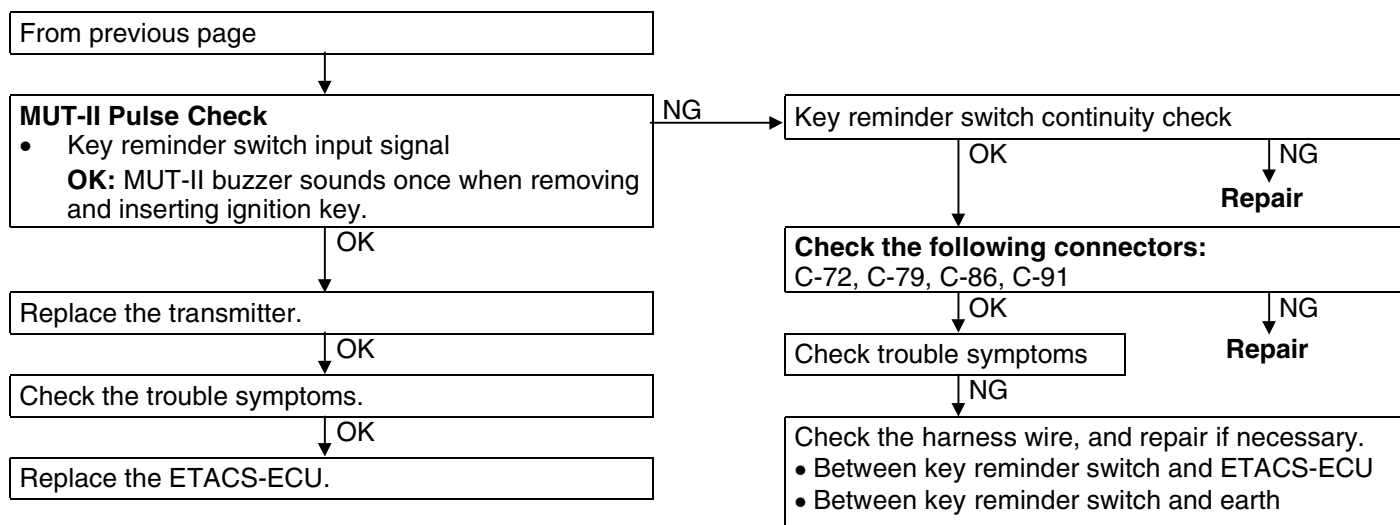 From previous page
MUT-II Pulse Check
• Key reminder switch input signal
OK: MUT-II buzzer sounds once when removing
and inserting ignition key.
NG
Key reminder switch continuity check
OK
NG
Repair
OK
Check the following connectors:
C-72, C-79, C-86, C-91
Replace the transmitter.
OK
NG
OK
Check trouble symptoms
Repair
Check the trouble symptoms.
NG
OK
Check the harness wire, and repair if necessary.
• Between key reminder switch and ETACS-ECU
• Between key reminder switch and earth
Replace the ETACS-ECU.